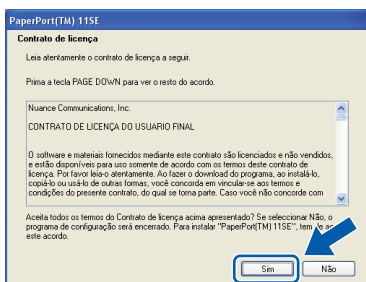 PaperPort(TM) 11SE
Contrato de licença
Leia atentamente o contrato de licença a seguir.
Prima a tecla PAGE DOWN para ver o resto do acordo.
Nuance Communications, Inc.
CONTRATO DE LICENÇA DO USUARIO FINAL
O software e materiais fornecidos mediante este contrato são licenciados e não vendidos,
e estão disponíveis para uso somente de acordo com os termos deste contrato de
licença. Por favor leia-o atentamente. Ao fazer o download do programa, ao instalá-lo,
copiá-lo ou usá-lo de outras formas, você concorda em vincular-se aos termos e
condições do presente contrato, do qual se torna parte. Caso você não concorde com
Aceita todos os termos do Contrato de licença acima apresentado? Se seleccionar Não, o
programa de configuração será encerrado. Para instalar "PaperPort(TM) 11SE", tem de
este acordo.
Sim
Não